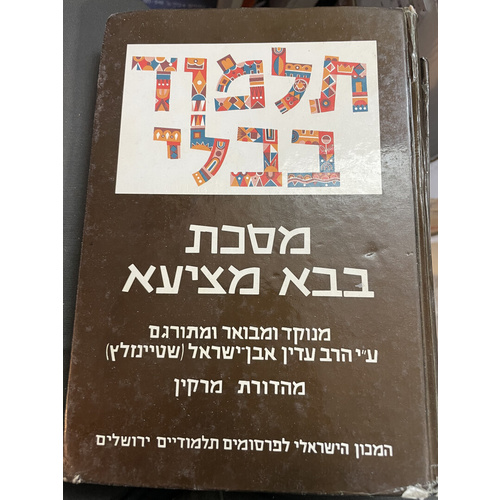 תלמוד
בבלי
מסכת
בבא מציעא
מנוקד ומבואר ומתורגם
ע״י הרב עדין אבן־ישראל (שטיינזלץ)
מהדורת מרקין
המכון הישראלי לפרסומים תלמודיים ירושלים